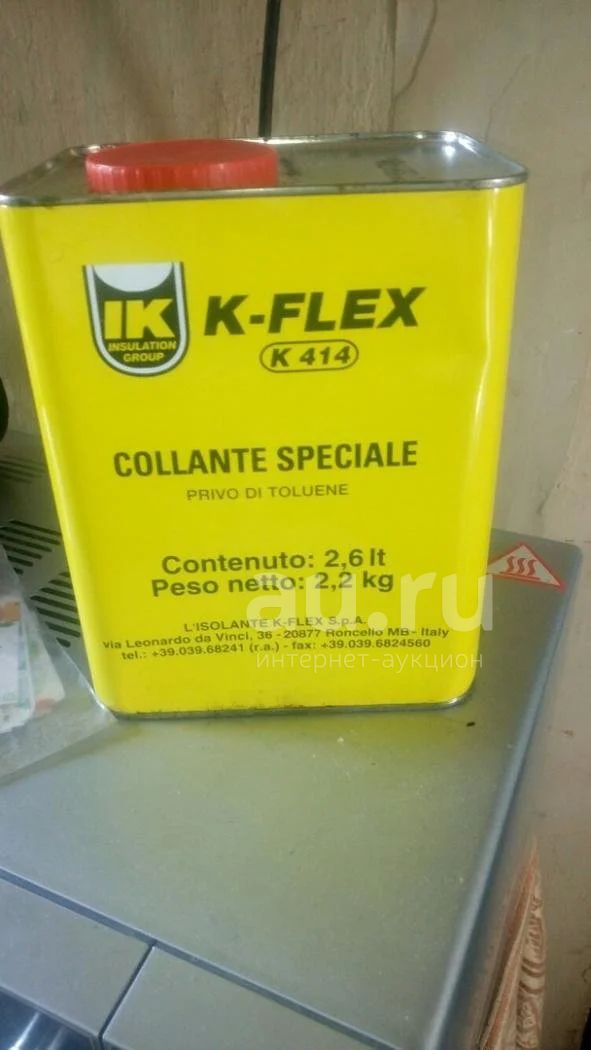 IK
INSULATION
GROUP
K-FLEX
K 414
COLLANTE SPECIALE
PRIVO DI TOLUENE
Contenuto: 2,6 lt
Peso netto: 2,2 kg
L'ISOLANTE K-FLEX S.p.A.
via Leonardo da Vinci, 36 - 20877 Roncello MB- Italy
tel.: +39.039.68241 (r.a.) - fax: +39.039.6824560
au.ru
интернет-аукцион